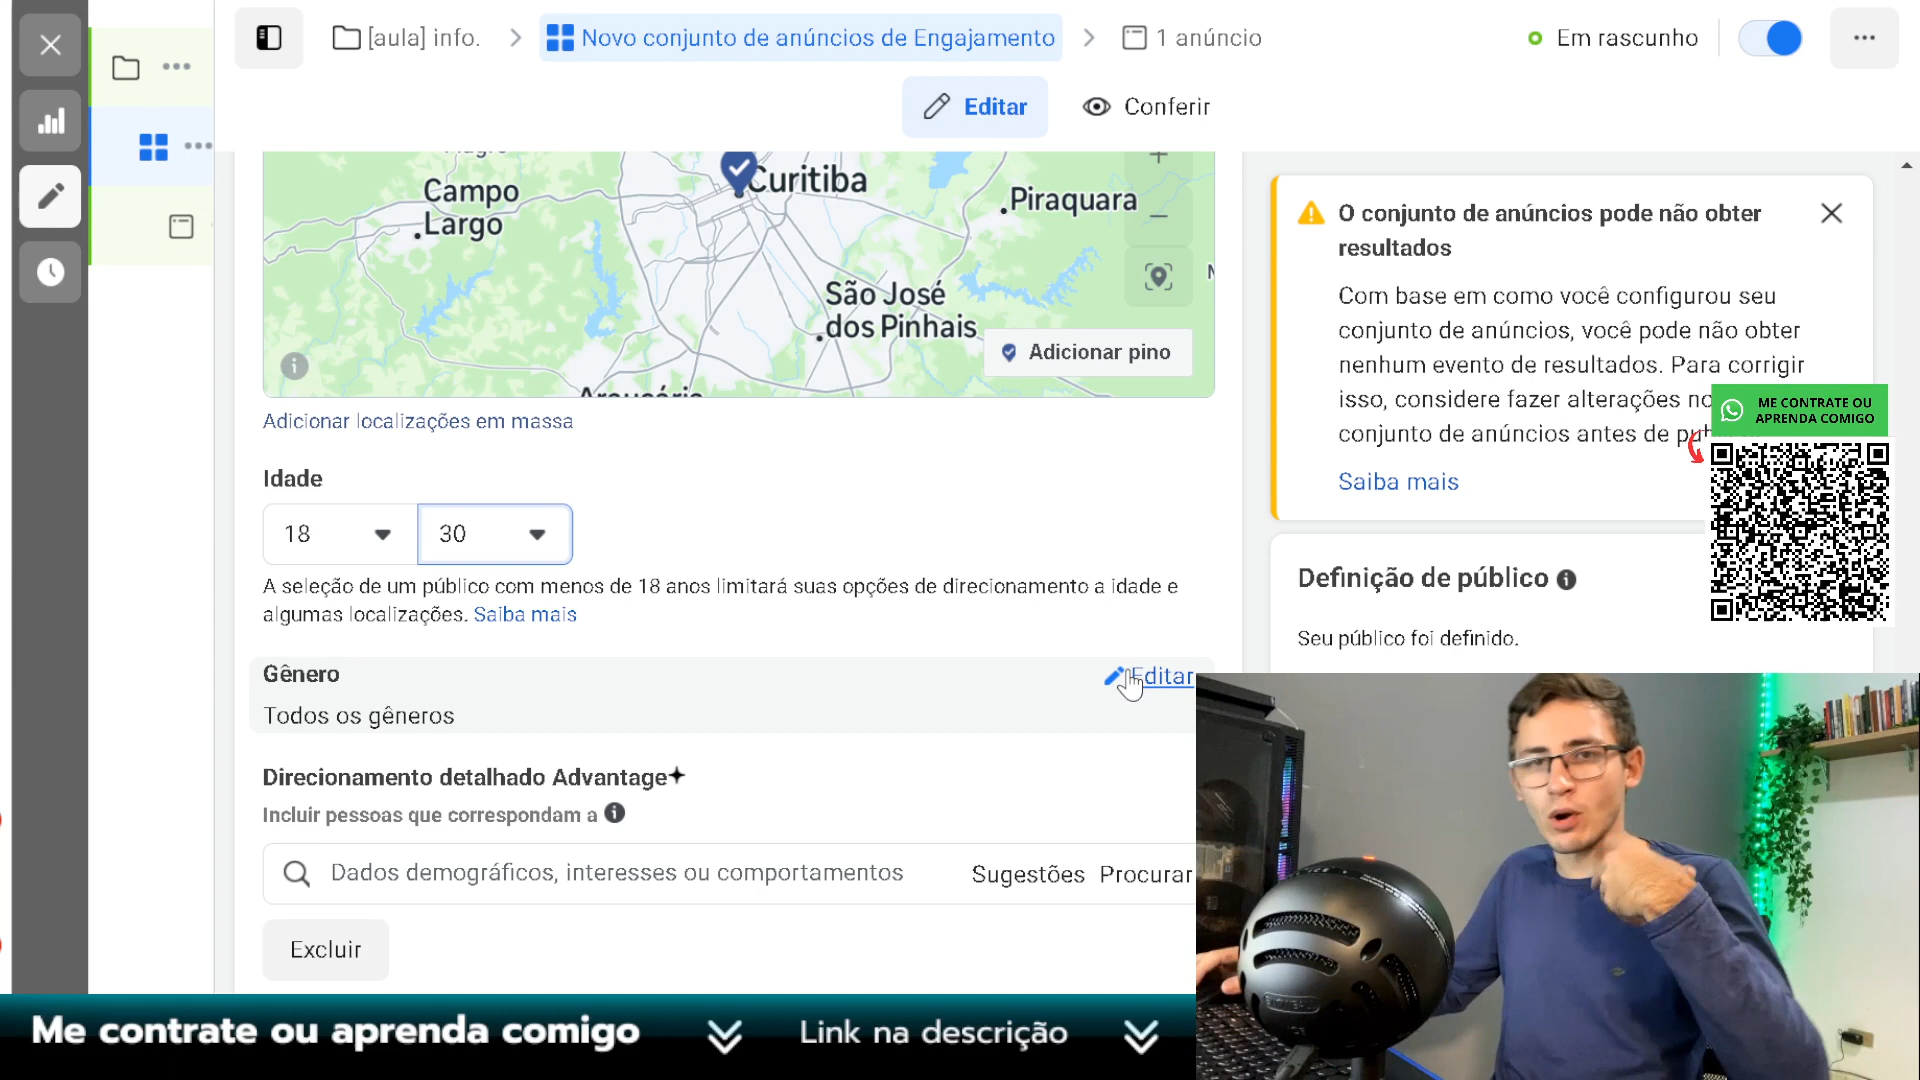 [aula] info.
Novo conjunto de anúncios de Engajamento
1 anúncio
Em rascunho
Editar
Conferir
Campo
Largo
Curitiba
Piraquara
São José
dos Pinhais
Adicionar pino
Adicionar localizações em massa
Idade
18
30
A seleção de um público com menos de 18 anos limitará suas opções de direcionamento a idade e
algumas localizações. Saiba mais
Gênero
Editar
Todos os gêneros
Direcionamento detalhado Advantage+
Incluir pessoas que correspondam a
Dados demográficos, interesses ou comportamentos
Sugestões
Procurar
Excluir
O conjunto de anúncios pode não obter
resultados
Com base em como você configurou seu
conjunto de anúncios, você pode não obter
nenhum evento de resultados. Para corrigir
isso, considere fazer alterações no
conjunto de anúncios antes de
Saiba mais
ME CONTRATE OU
APRENDA COMIGO
Definição de público
Seu público foi definido.
Me contrate ou aprenda comigo
Link na descrição